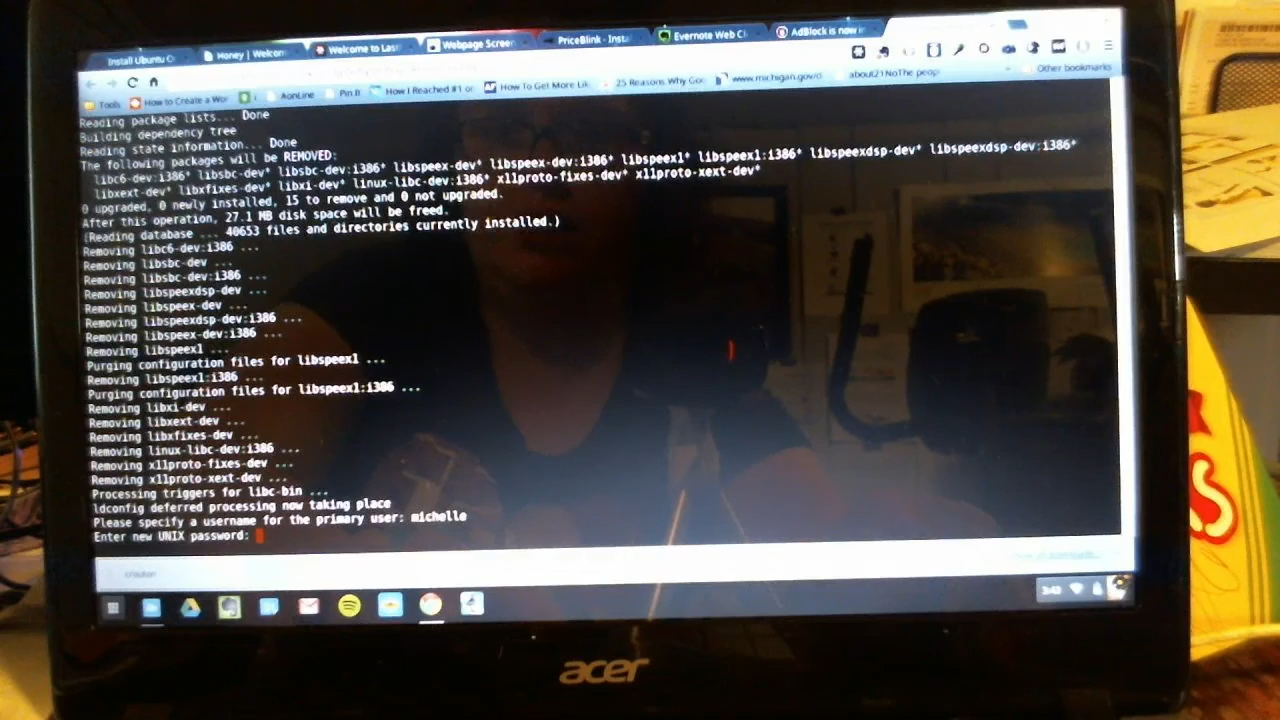 Install Ubuntu
Honey | Welcom
Welcome to Las
Webpage Screen
PriceBlink - Insta
Evernote Web Cl
AdBlock is now i
Tools
How to Create a Wor
AonLine
Pin It
How I Reached #1 or
How To Get More Lik
25 Reasons Why Go
www.michigan.gov/o
about21NoThe peop
Other bookmarks
Reading package lists... Done
Building dependency tree
Reading state information... Done
The following packages will be REMOVED:
libc6-dev:i386* libsbc-dev* libsbc-dev:i386* libspeex-dev* libspeex-dev:i386* libspeex1* libspeex1:i386* libspeexdsp-dev* libspeexdsp-dev:i386*
libxext-dev* libxfixes-dev* libxi-dev* linux-libc-dev:i386* x11proto-fixes-dev* x11proto-xext-dev*
0 upgraded, 0 newly installed, 15 to remove and 0 not upgraded.
After this operation, 27.1 MB disk space will be freed.
(Reading database ... 40653 files and directories currently installed.)
Removing libc6-dev:i386 ...
Removing libsbc-dev ...
Removing libsbc-dev:i386 ...
Removing libspeexdsp-dev ...
Removing libspeex-dev ...
Removing libspeexdsp-dev:i386 ...
Removing libspeex-dev:i386 ...
Removing libspeex1 ...
Purging configuration files for libspeex1 ...
Removing libspeex1:i386 ...
Purging configuration files for libspeex1:i386 ...
Removing libxi-dev ...
Removing libxext-dev ...
Removing libxfixes-dev ...
Removing linux-libc-dev:i386 ...
Removing x11proto-fixes-dev ...
Removing x11proto-xext-dev ...
Processing triggers for libc-bin ...
ldconfig deferred processing now taking place
Please specify a username for the primary user: michelle
Enter new UNIX password:
crouton
3:43
acer